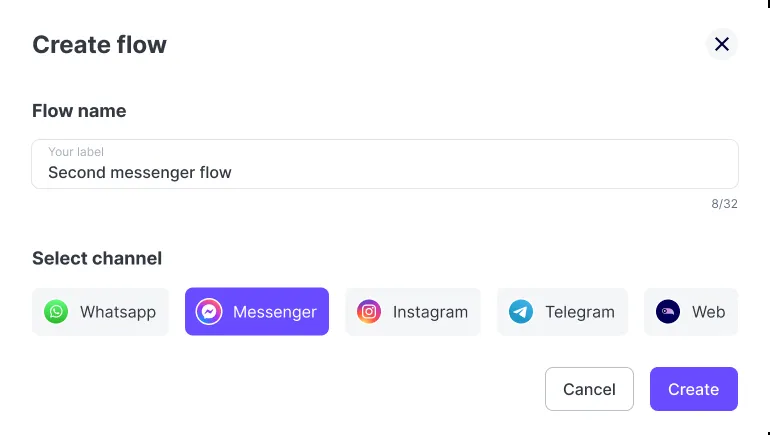 Create flow
Flow name
Your label
Second messenger flow
8/32
Select channel
Whatsapp Messenger Instagram Telegram Web
Cancel Create